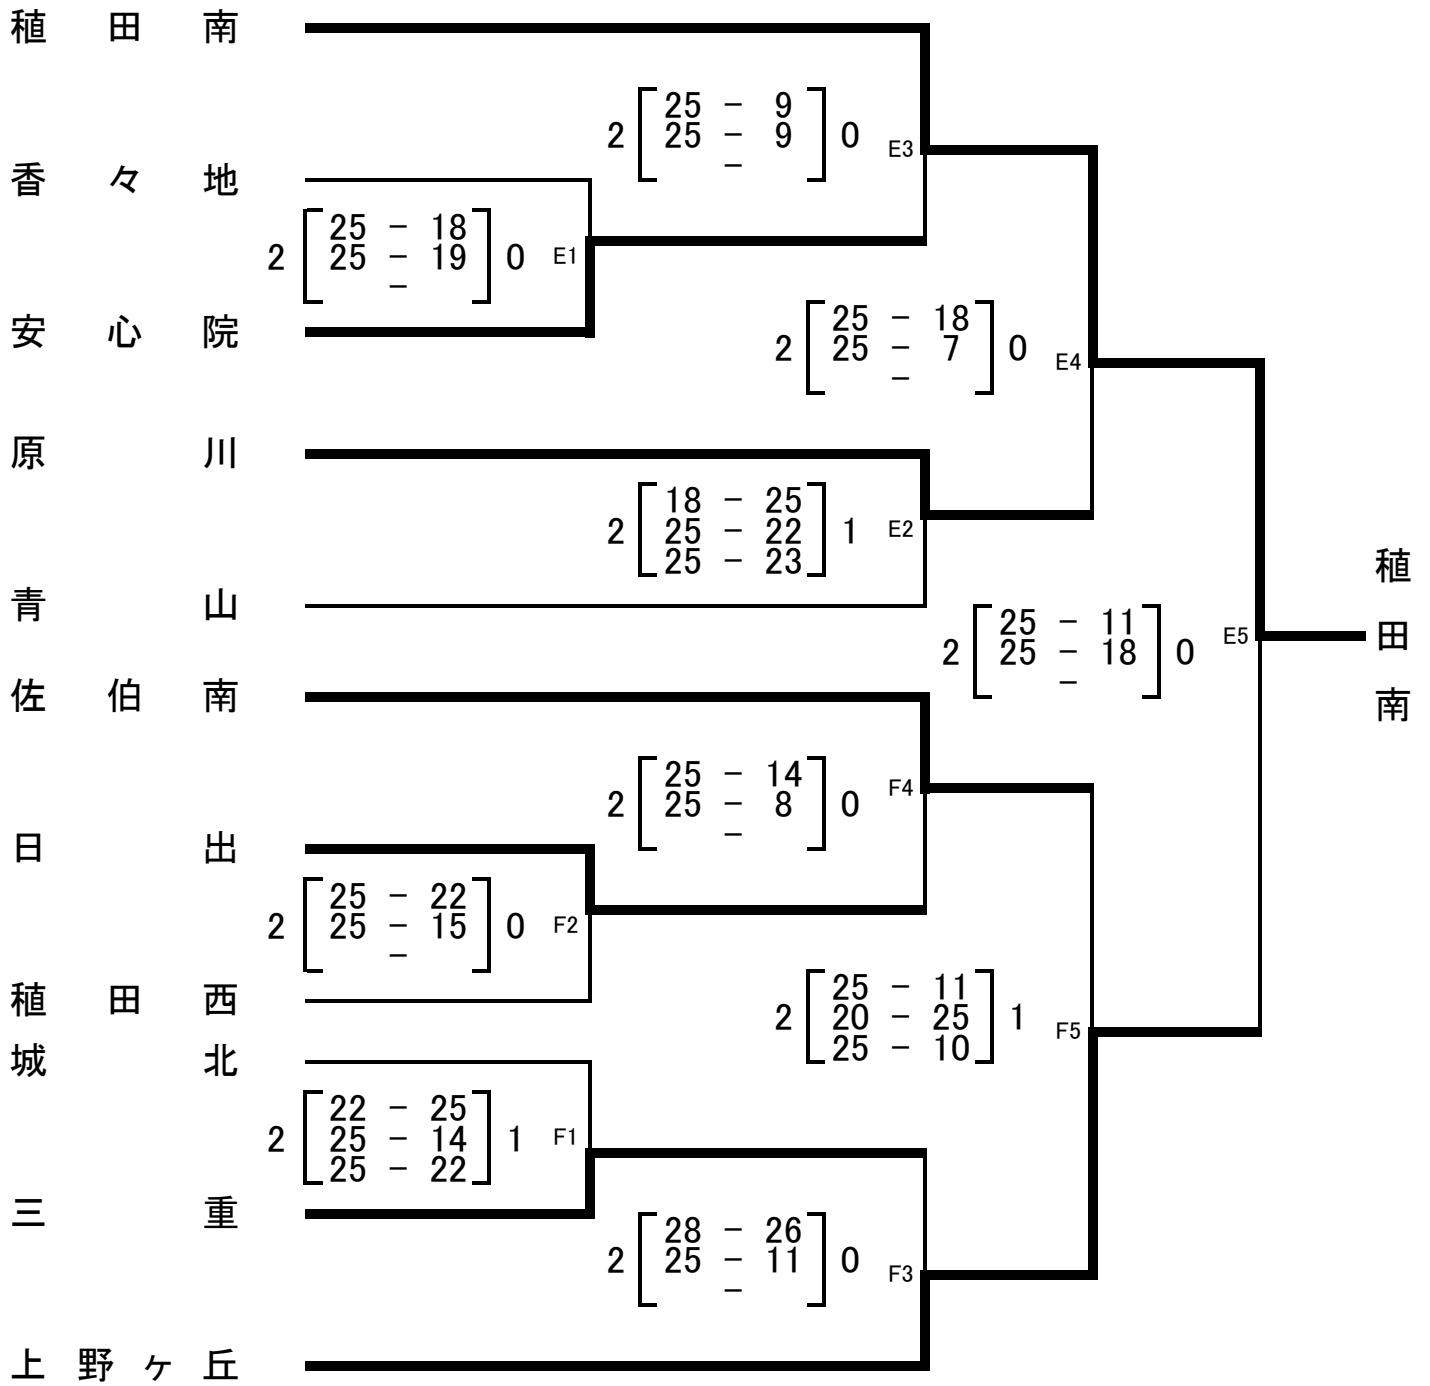 稙田南
25 - 9
2 25 - 9 0 E3
-
香々地
25 - 18
2 25 - 19 0 E1
-
安心院
25 - 18
2 25 - 7 0 E4
-
原川
18 - 25
2 25 - 22 1 E2
25 - 23
青山
稙田南
25 - 11
2 25 - 18 0 E5
-
佐伯南
25 - 14
2 25 - 8 0 F4
-
日出
25 - 22
2 25 - 15 0 F2
-
稙田西
25 - 11
2 20 - 25 1 F5
25 - 10
城北
22 - 25
2 25 - 14 1 F1
25 - 22
三重
28 - 26
2 25 - 11 0 F3
-
上野ヶ丘